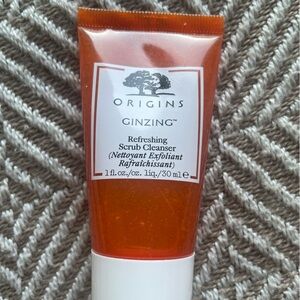 ORIGINS
GINZING™
Refreshing
Scrub Cleanser
(Nettoyant Exfoliant
Rafraîchissant)
1 fl.oz./oz. liq./30 ml e